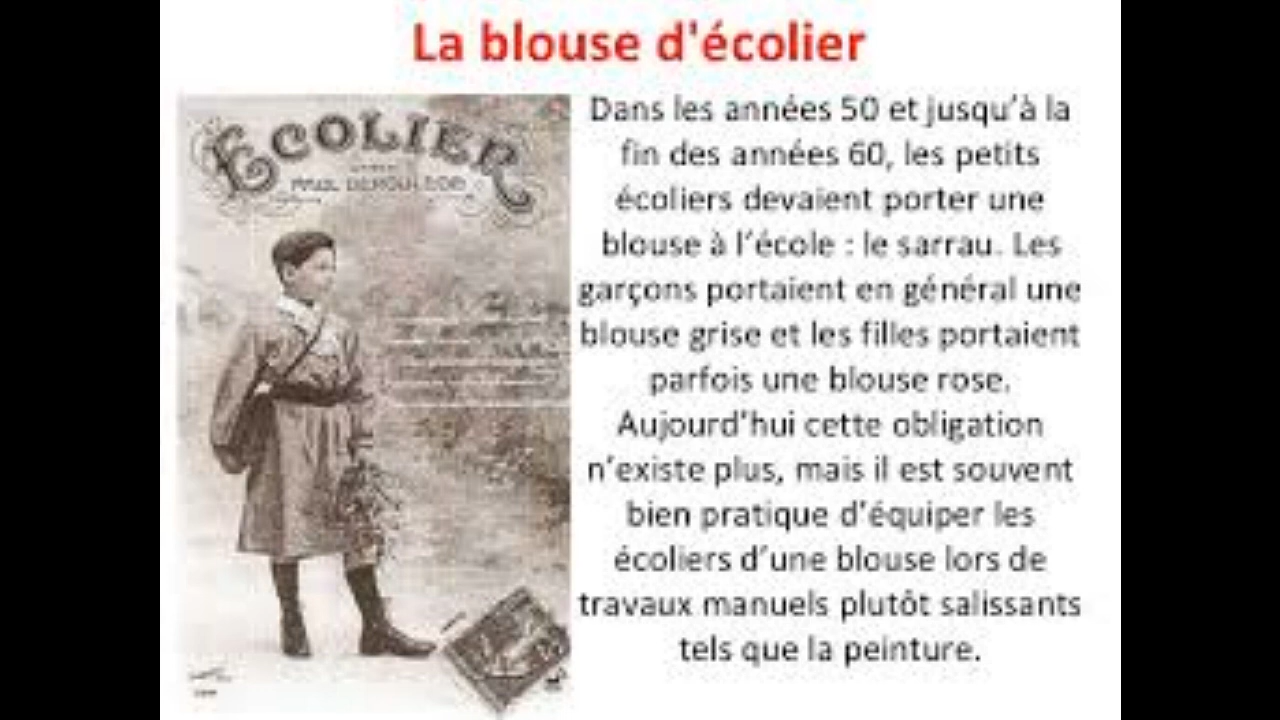 La blouse d'écolier
ÉCOLIER
Dans les années 50 et jusqu'à la
fin des années 60, les petits
écoliers devaient porter une
blouse à l'école : le sarrau. Les
garçons portaient en général une
blouse grise et les filles portaient
parfois une blouse rose.
Aujourd'hui cette obligation
n'existe plus, mais il est souvent
bien pratique d'équiper les
écoliers d'une blouse lors de
travaux manuels plutôt salissants
tels que la peinture.